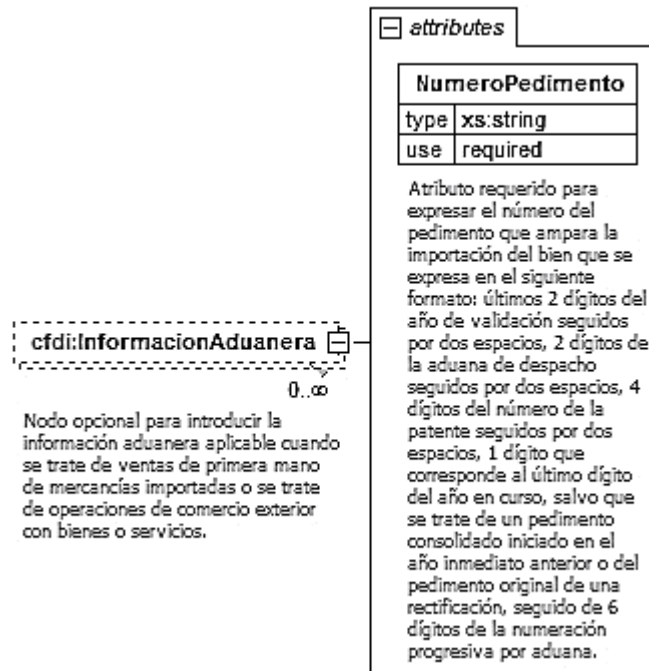 attributes
NumeroPedimento
type xs:string
use required
Atributo requerido para
expresar el número del
pedimento que ampara la
importación del bien que se
expresa en el siguiente
formato: últimos 2 dígitos del
año de validación seguidos
por dos espacios, 2 dígitos de
la aduana de despacho
seguidos por dos espacios, 4
dígitos del número de la
patente seguidos por dos
espacios, 1 dígito que
corresponde al último dígito
del año en curso, salvo que
se trate de un pedimento
consolidado iniciado en el
año inmediato anterior o del
pedimento original de una
rectificación, seguido de 6
dígitos de la numeración
progresiva por aduana.
cfdi:InformacionAduanera
0..∞
Nodo opcional para introducir la
información aduanera aplicable cuando
se trate de ventas de primera mano
de mercancías importadas o se trate
de operaciones de comercio exterior
con bienes o servicios.